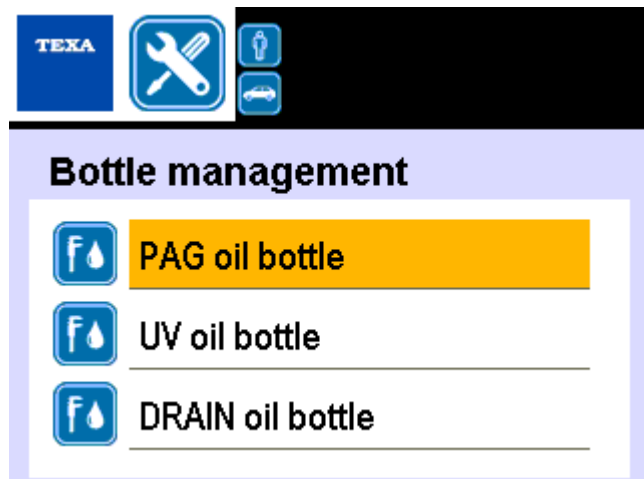 TEXA
Bottle management
PAG oil bottle
UV oil bottle
DRAIN oil bottle